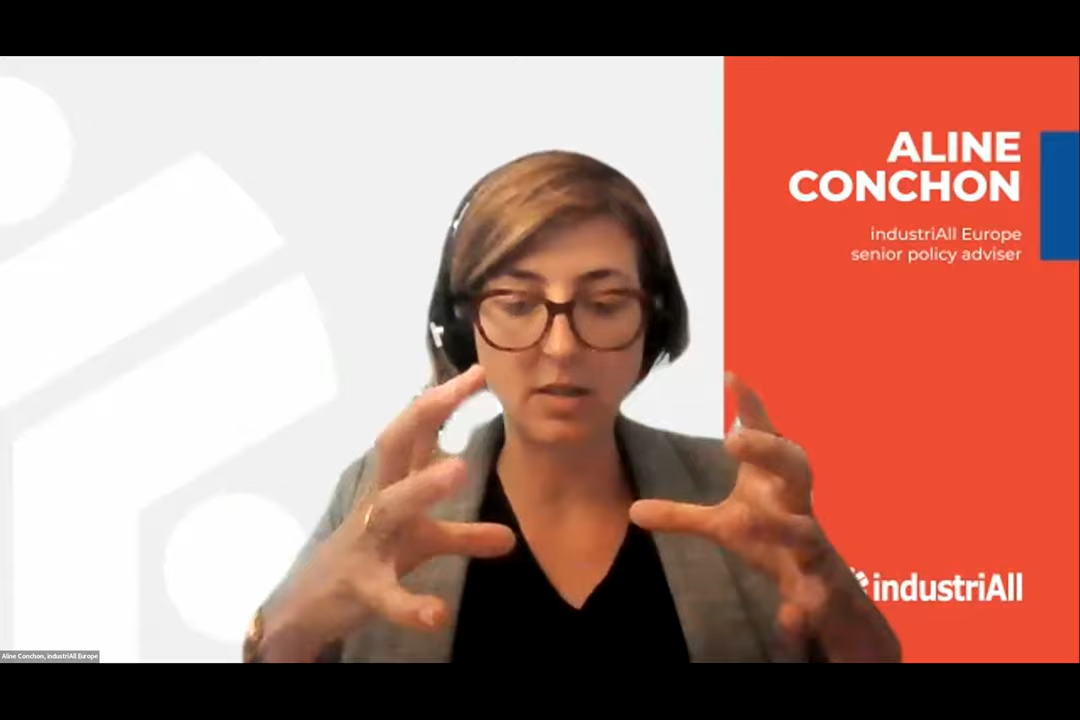 ALINE
CONCHON
industriAll Europe
senior policy adviser
industriAll
Aline Conchon, industriAll Europe